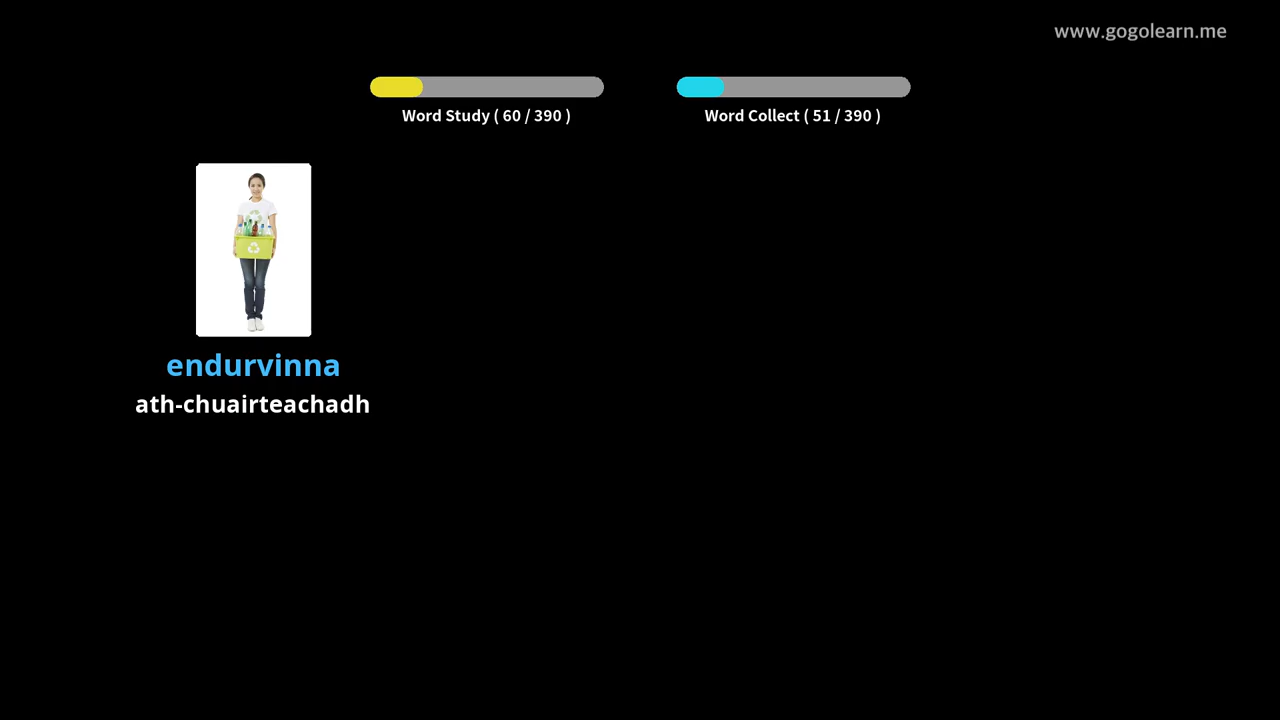 www.gogolearn.me
Word Study ( 60 / 390 )
Word Collect ( 51 / 390 )
endurvinna
ath-chuairteachadh